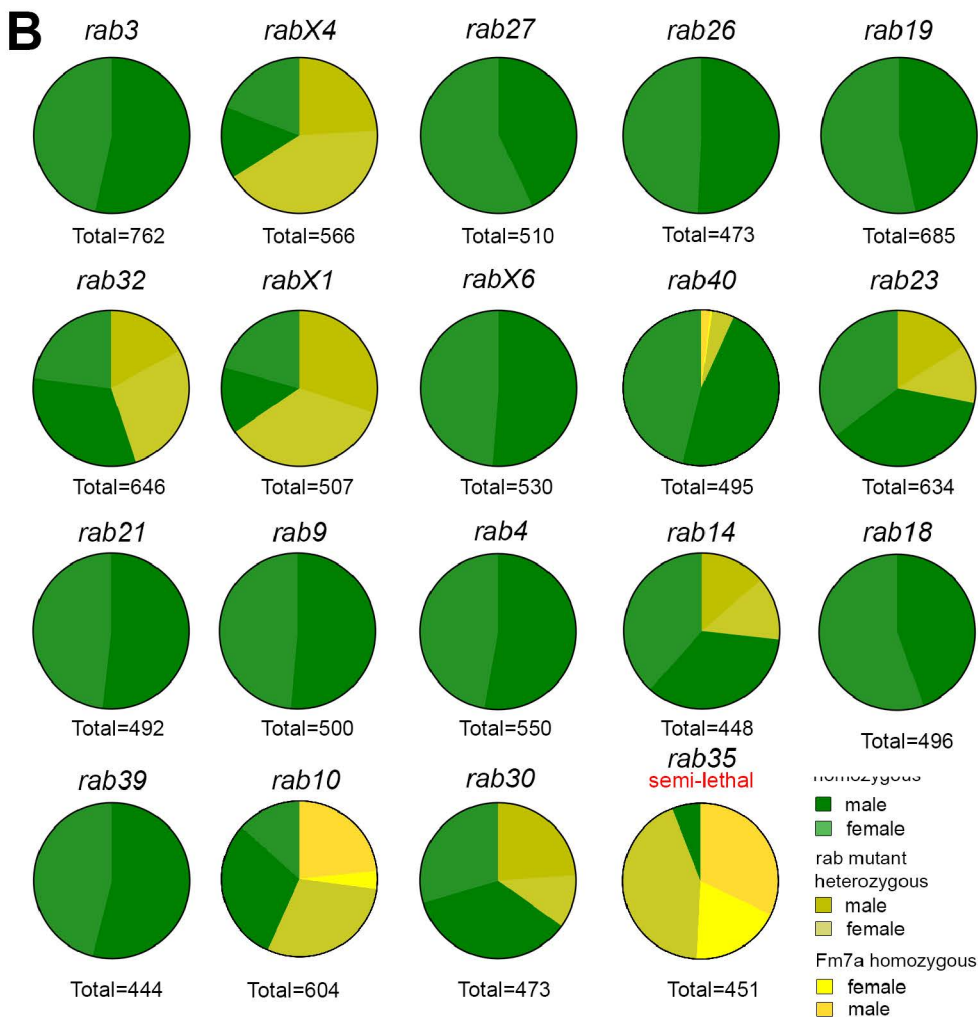 B
rab3 rabX4 rab27 rab26 rab19
Total=762 Total=566 Total=510 Total=473 Total=685
rab32 rabX1 rabX6 rab40 rab23
Total=646 Total=507 Total=530 Total=495 Total=634
rab21 rab9 rab4 rab14 rab18
Total=492 Total=500 Total=550 Total=448 Total=496
rab39 rab10 rab30 rab35
semi-lethal
homozygous
male
female
rab mutant
heterozygous
male
female
Fm7a homozygous
female
male
Total=444 Total=604 Total=473 Total=451